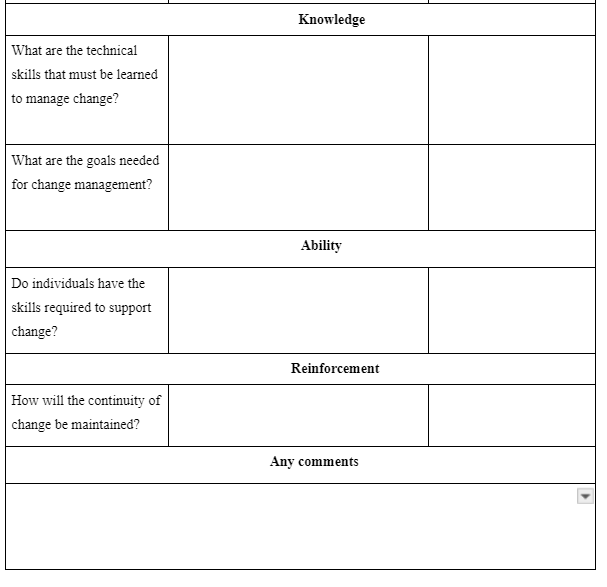 Knowledge
What are the technical
skills that must be learned
to manage change?
What are the goals needed
for change management?
Ability
Do individuals have the
skills required to support
change?
Reinforcement
How will the continuity of
change be maintained?
Any comments